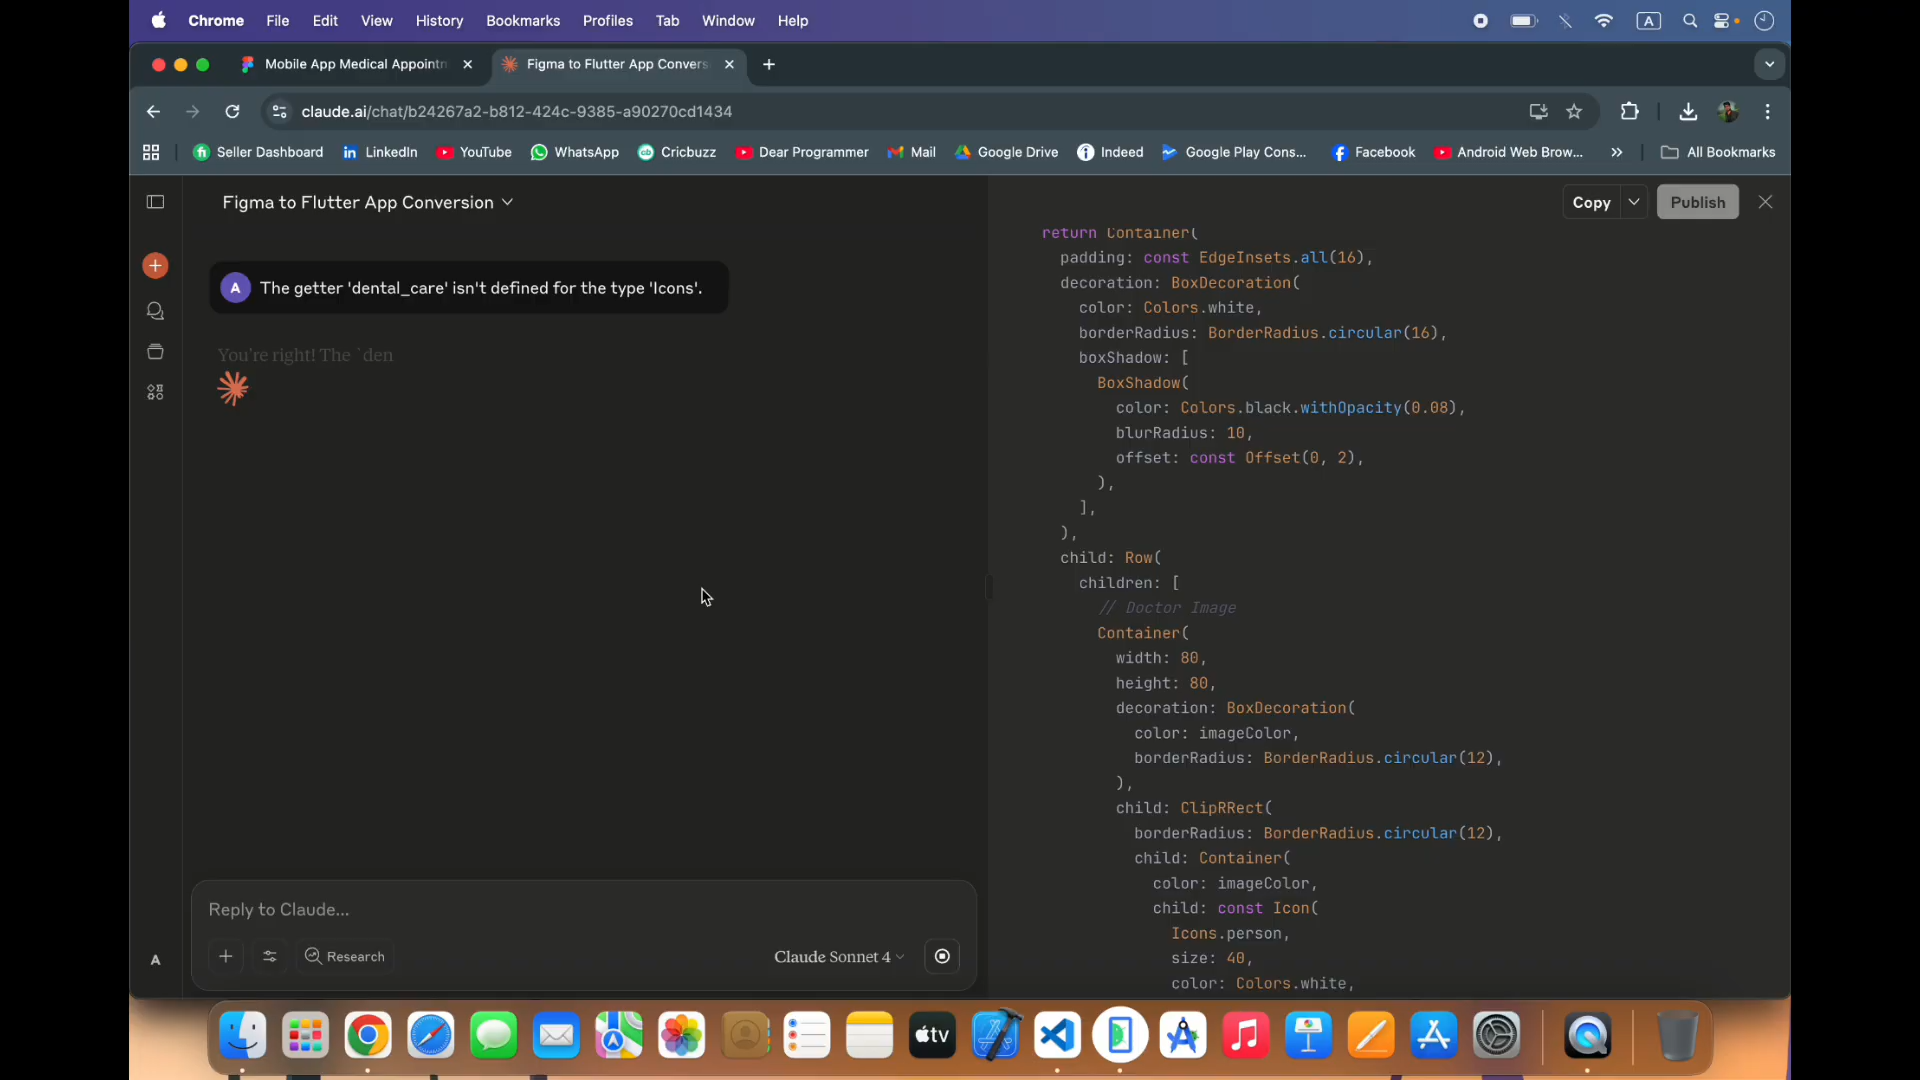 Chrome File Edit View History Bookmarks Profiles Tab Window Help
A
Mobile App Medical Appointn
Figma to Flutter App Convers
claude.ai/chat/b24267a2-b812-424c-9385-a90270cd1434
Seller Dashboard LinkedIn YouTube WhatsApp Cricbuzz Dear Programmer Mail Google Drive Indeed Google Play Cons... Facebook Android Web Brow... » All Bookmarks
Figma to Flutter App Conversion
Copy
Publish
A The getter 'dental_care' isn't defined for the type 'Icons'.
You're right! The `den
return Container(
padding: const EdgeInsets.all(16),
decoration: BoxDecoration(
color: Colors.white,
borderRadius: BorderRadius.circular(16),
boxShadow: [
BoxShadow(
color: Colors.black.withOpacity(0.08),
blurRadius: 10,
offset: const Offset(0, 2),
),
],
),
child: Row(
children: [
// Doctor Image
Container(
width: 80,
height: 80,
decoration: BoxDecoration(
color: imageColor,
borderRadius: BorderRadius.circular(12),
),
child: ClipRRect(
borderRadius: BorderRadius.circular(12),
child: Container(
color: imageColor,
child: const Icon(
Icons.person,
size: 40,
color: Colors.white,
Reply to Claude...
Research
Claude Sonnet 4
A
tv